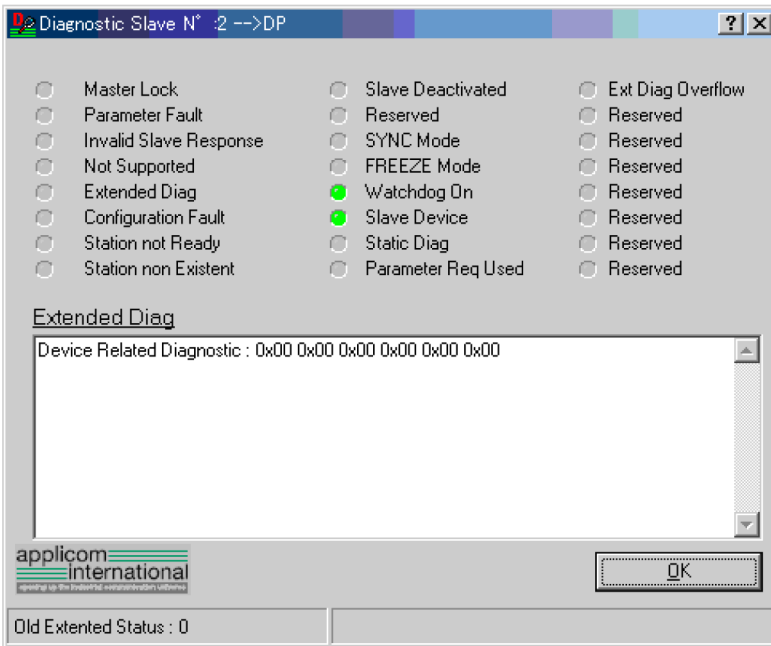 Diagnostic Slave N° :2 -->DP
Master Lock
Parameter Fault
Invalid Slave Response
Not Supported
Extended Diag
Configuration Fault
Station not Ready
Station non Existent
Slave Deactivated
Reserved
SYNC Mode
FREEZE Mode
Watchdog On
Slave Device
Static Diag
Parameter Req Used
Ext Diag Overflow
Reserved
Reserved
Reserved
Reserved
Reserved
Reserved
Reserved
Extended Diag
Device Related Diagnostic : 0x00 0x00 0x00 0x00 0x00 0x00
applicom
international
OK
Old Extented Status : 0